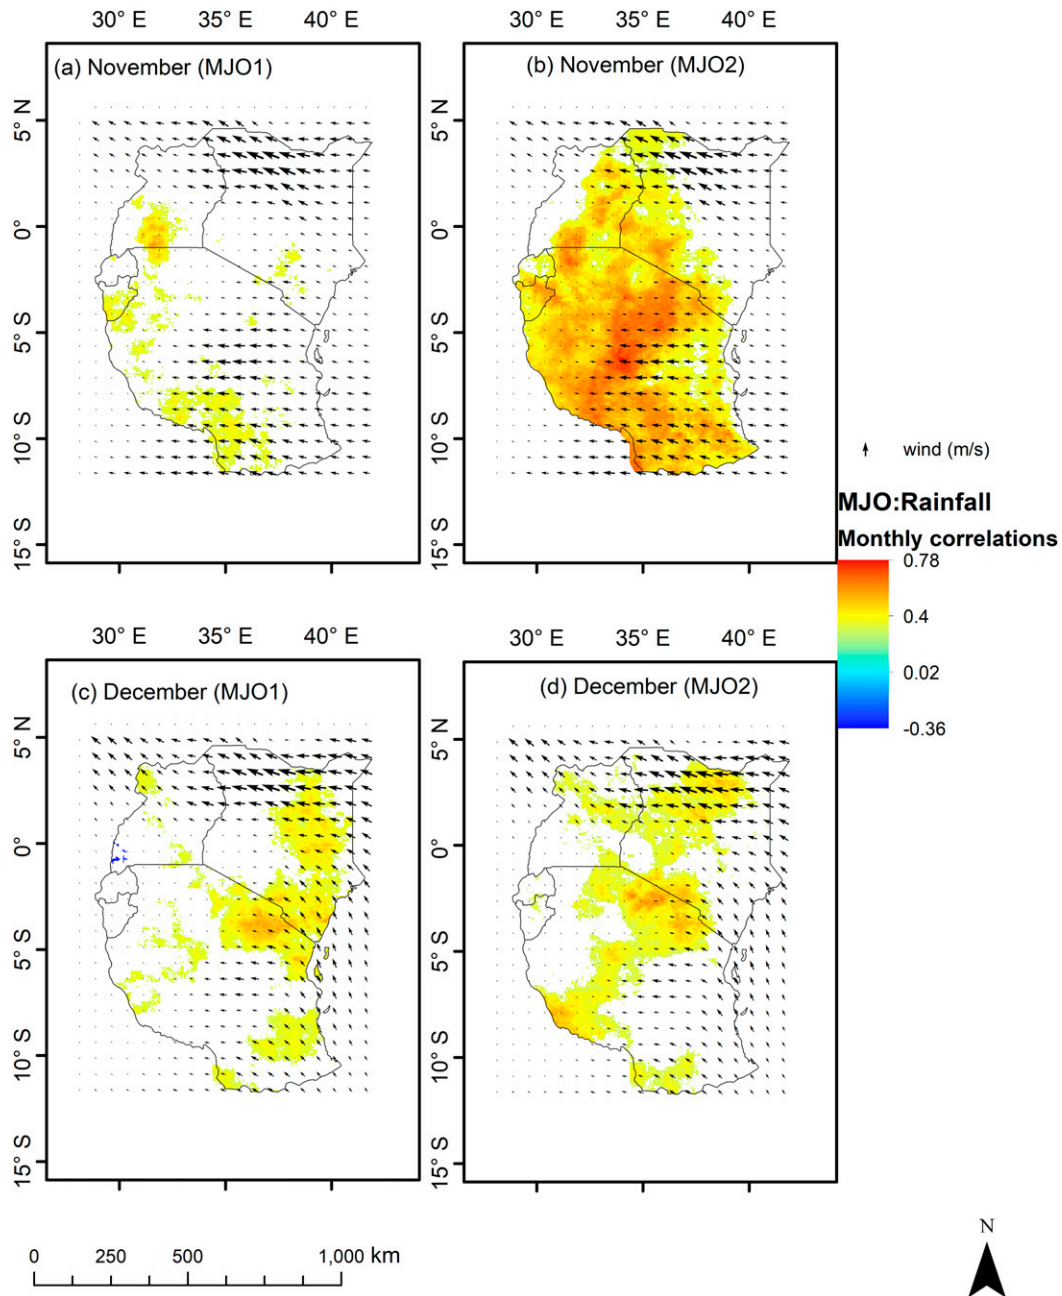 30° E 35° E 40° E 30° E 35° E 40° E
(a) November (MJO1)
(b) November (MJO2)
5° N
0°
5° S
10° S
15° S
5° N
0°
5° S
10° S
15° S
wind (m/s)
MJO:Rainfall
Monthly correlations
0.78
0.4
0.02
-0.36
30° E 35° E 40° E 30° E 35° E 40° E
(c) December (MJO1)
(d) December (MJO2)
5° N
0°
5° S
10° S
15° S
5° N
0°
5° S
10° S
15° S
0 250 500 1,000 km
N